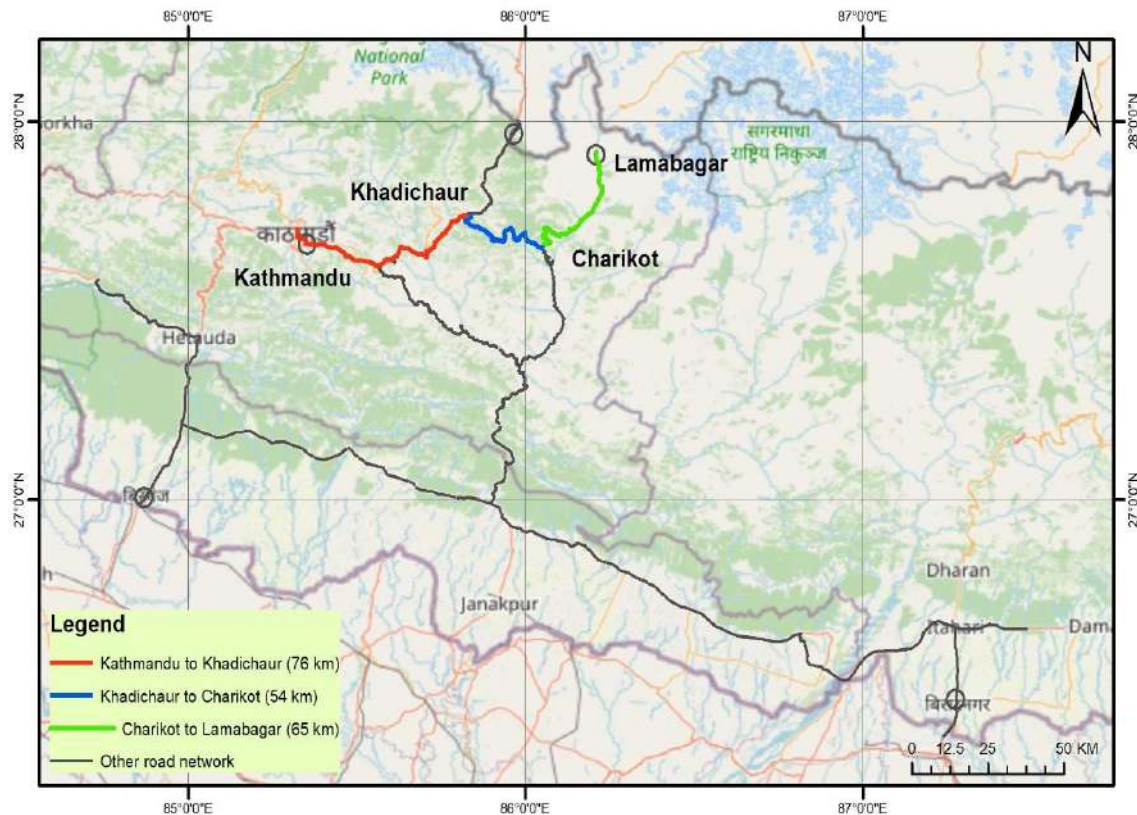 85°0'0"E 86°0'0"E 87°0'0"E
National
Park
N
28°0'0"N 28°0'0"N
सगरमाथा
राष्ट्रिय निकुञ्ज
Lamabagar
Khadichaur
Charikot
Kathmandu
Hetauda
27°0'0"N 27°0'0"N
Dharan
Janakpur
Itahari
Legend
Kathmandu to Khadichaur (76 km)
Khadichaur to Charikot (54 km)
Charikot to Lamabagar (65 km)
Other road network
0 12.5 25 50 KM
85°0'0"E 86°0'0"E 87°0'0"E